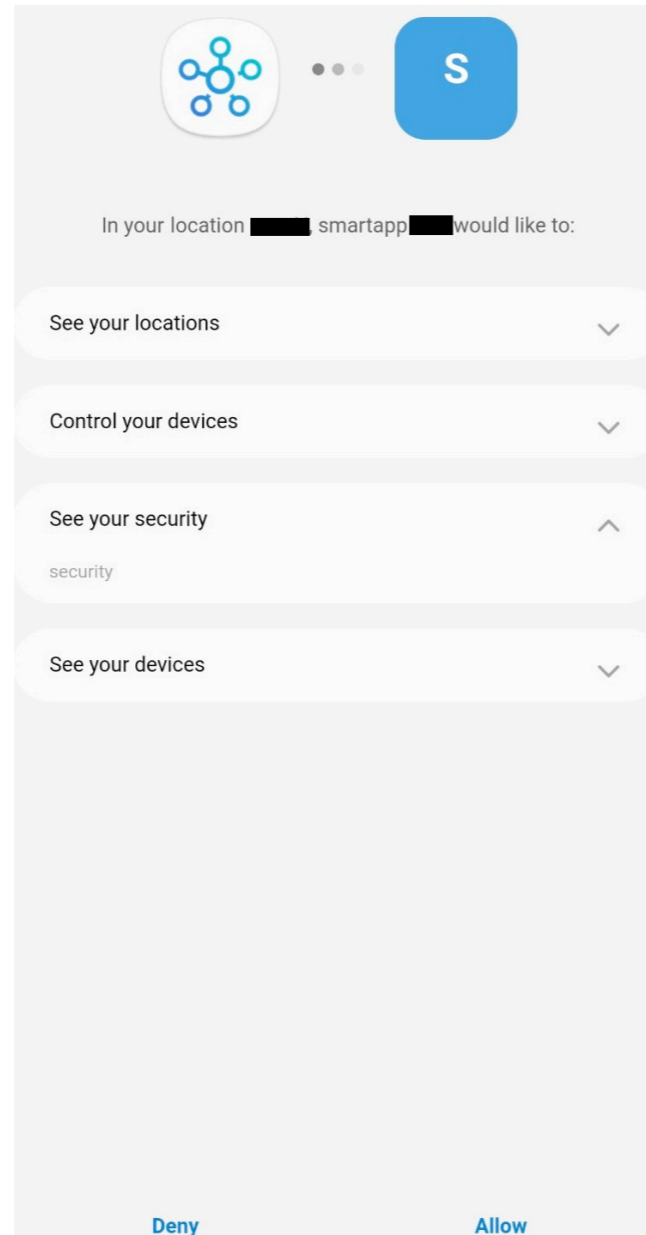 S
In your location , smartapp would like to:
See your locations
Control your devices
See your security
security
See your devices
Deny Allow